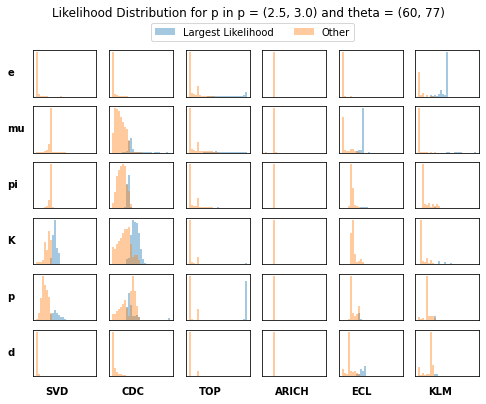 Likelihood Distribution for p in p = (2.5, 3.0) and theta = (60, 77)
Largest Likelihood Other
e
mu
pi
K
p
d
SVD CDC TOP ARICH ECL KLM